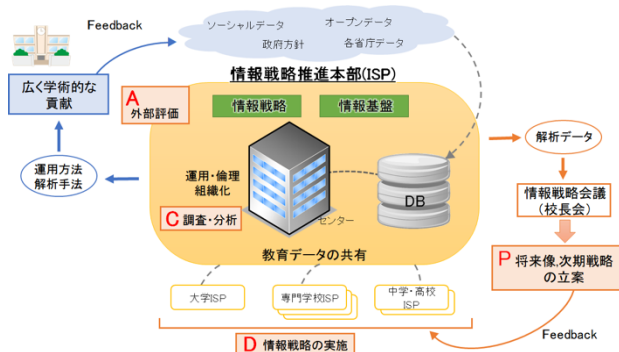 Feedback
ソーシャルデータ
オープンデータ
政府方針
各省庁データ
情報戦略推進本部(ISP)
広く学術的な
貢献
A
外部評価
情報戦略
情報基盤
運用方法
解析手法
運用・倫理
組織化
DB
C 調査・分析
センター
教育データの共有
解析データ
情報戦略会議
(校長会)
P 将来像,次期戦略
の立案
大学ISP
専門学校ISP
中学・高校
ISP
D 情報戦略の実施
Feedback